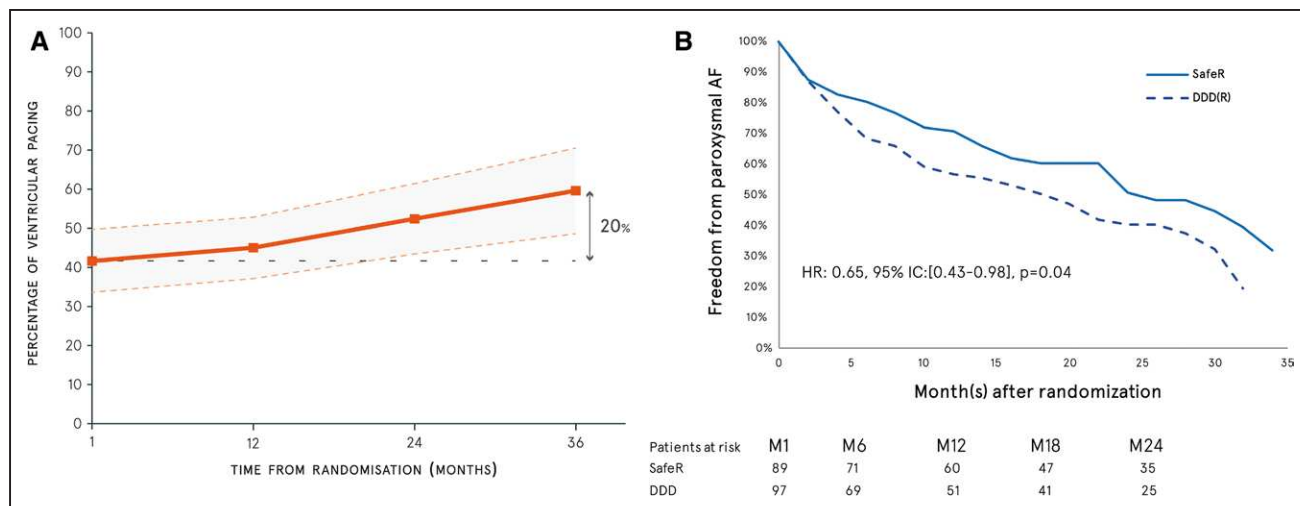 A
PERCENTAGE OF VENTRICULAR PACING
100
90
80
70
60
50
40
30
20
10
0
20%
1 12 24 36
TIME FROM RANDOMISATION (MONTHS)
B
Freedom from paroxysmal AF
100%
90%
80%
70%
60%
50%
40%
30%
20%
10%
0%
SafeR
DDD(R)
HR: 0.65, 95% IC:[0.43-0.98], p=0.04
0 5 10 15 20 25 30 35
Month(s) after randomization
Patients at risk M1 M6 M12 M18 M24
SafeR 89 71 60 47 35
DDD 97 69 51 41 25